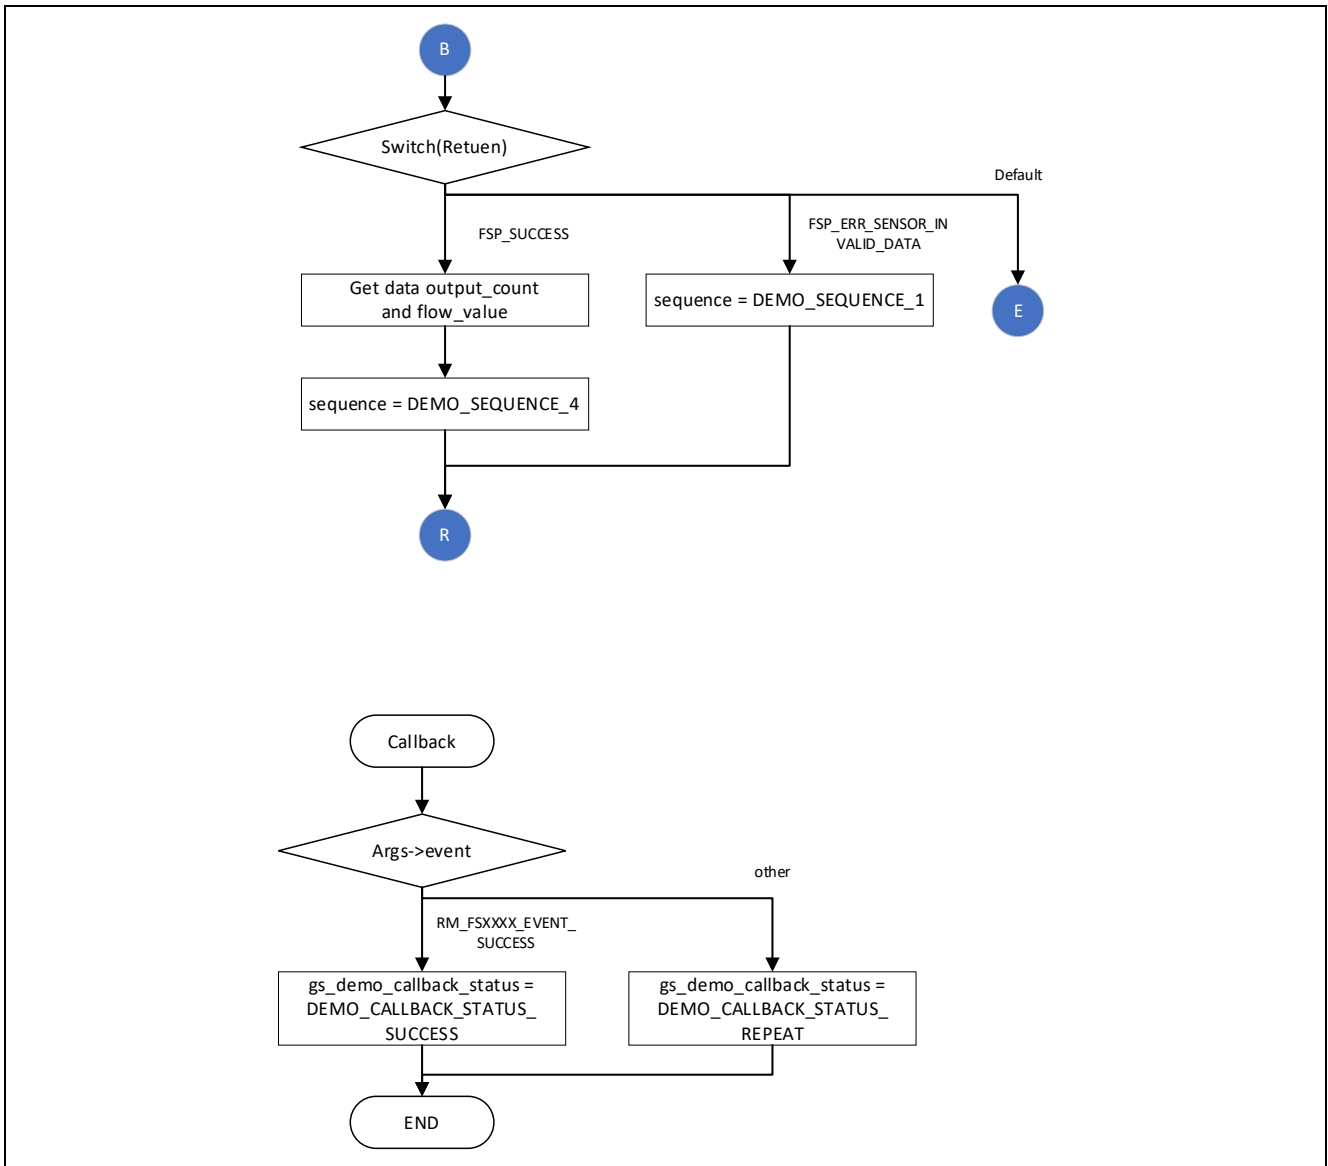 B
Switch(Retuen)
Default
FSP_SUCCESS
FSP_ERR_SENSOR_IN
VALID_DATA
Get data output_count
and flow_value
sequence = DEMO_SEQUENCE_1
E
sequence = DEMO_SEQUENCE_4
R
Callback
Args->event
other
RM_FSXXXX_EVENT_
SUCCESS
gs_demo_callback_status =
DEMO_CALLBACK_STATUS_
SUCCESS
gs_demo_callback_status =
DEMO_CALLBACK_STATUS_
REPEAT
END